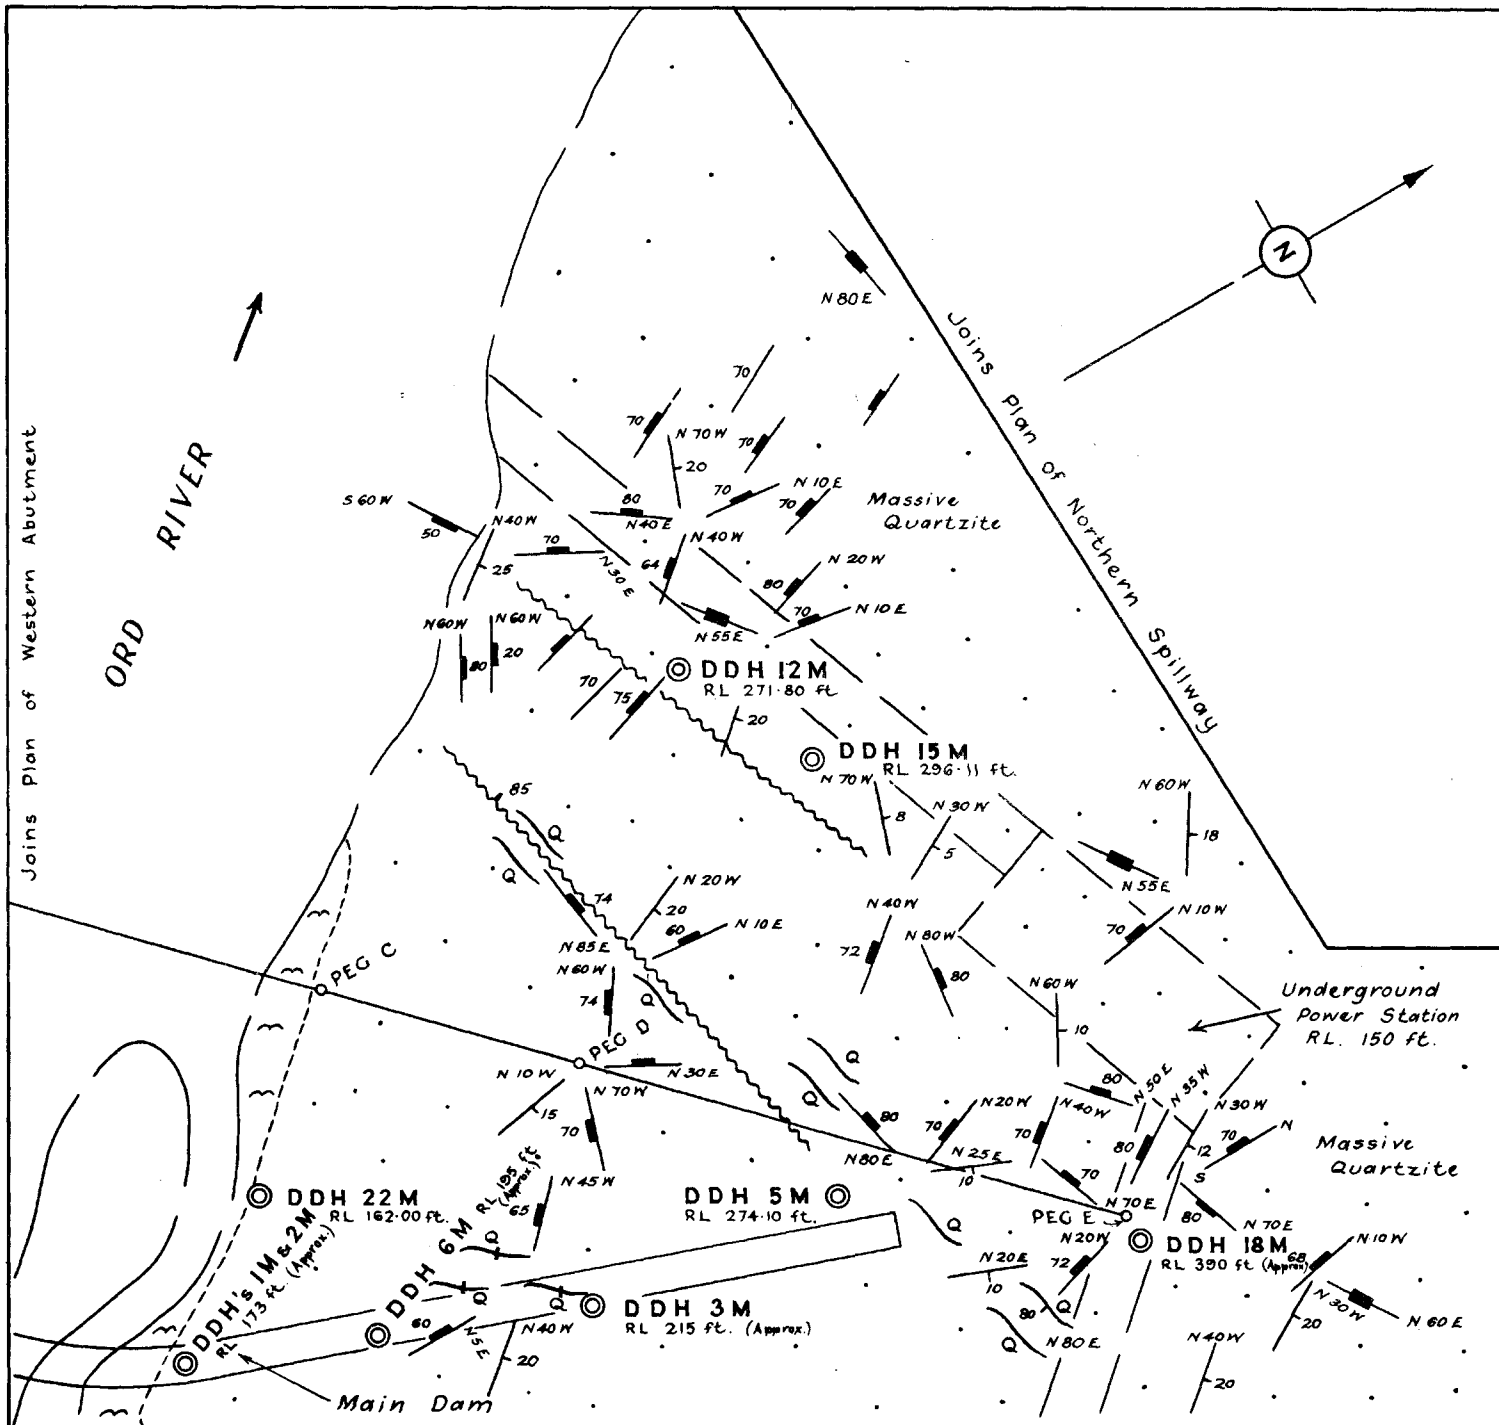 Joins Plan of Western Abutment
ORD RIVER
N
Joins Plan of Northern Spillway
N 80 E
70
70
N 70 W
20
70
70
N 10 E
70
Massive
Quartzite
S 60 W
50
N 40 W
25
80
N 40 E
70
N 30 E
N 40 W
64
N 20 W
80
70
N 10 E
N 55 E
N 60 W
80
N 60 W
20
70
75
DDH 12M
RL 271·80 ft.
20
DDH 15M
RL 296·11 ft.
N 70 W
8
N 30 W
5
N 60 W
18
85
Q
Q
74
N 85 E
N 20 W
20
60
N 10 E
N 60 W
74
Q
N 40 W
72
N 80 W
80
N 55 E
N 10 W
70
N 60 W
10
Underground
Power Station
RL. 150 ft.
PEG C
PEG D
N 10 W
15
N 30 E
N 70 W
70
Q
Q
80
N 80 E
N 20 W
70
N 25 E
10
80
N 40 W
70
70
N 50 E
N 35 W
80
N 30 W
12
70
N
S
Massive
Quartzite
N 45 W
65
DDH 22M
RL 162·00 ft.
DDH 5M
RL 274·10 ft.
Q
N 70 E
PEG E
80
N 70 E
DDH 18M
RL 390 ft (Approx)
N 20 W
72
N 20 E
10
68
N 10 W
N 30 W
20
N 60 E
DDH's 1M & 2M
RL 173 ft. (Approx.)
DDH 6M
RL 195 ft
(Approx.)
Q
Q
Q
DDH 3M
RL 215 ft. (Approx.)
60
N 5 E
N 40 W
20
Main Dam
80
Q
Q
N 80 E
N 40 W
20